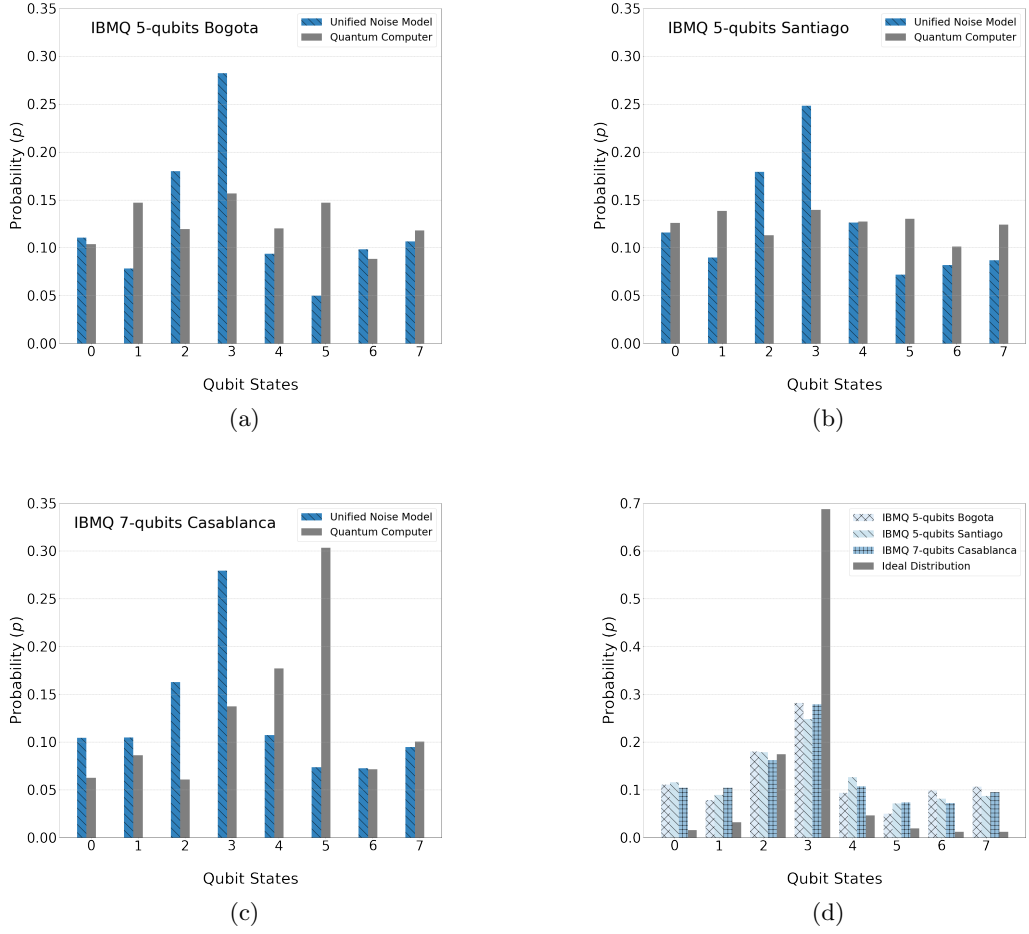 IBMQ 5-qubits Bogota
Unified Noise Model
Quantum Computer
Probability (p)
0.35
0.30
0.25
0.20
0.15
0.10
0.05
0.00
0 1 2 3 4 5 6 7
Qubit States
(a)
IBMQ 5-qubits Santiago
Unified Noise Model
Quantum Computer
Probability (p)
0.35
0.30
0.25
0.20
0.15
0.10
0.05
0.00
0 1 2 3 4 5 6 7
Qubit States
(b)
IBMQ 7-qubits Casablanca
Unified Noise Model
Quantum Computer
Probability (p)
0.35
0.30
0.25
0.20
0.15
0.10
0.05
0.00
0 1 2 3 4 5 6 7
Qubit States
(c)
IBMQ 5-qubits Bogota
IBMQ 5-qubits Santiago
IBMQ 7-qubits Casablanca
Ideal Distribution
Probability (p)
0.7
0.6
0.5
0.4
0.3
0.2
0.1
0.0
0 1 2 3 4 5 6 7
Qubit States
(d)